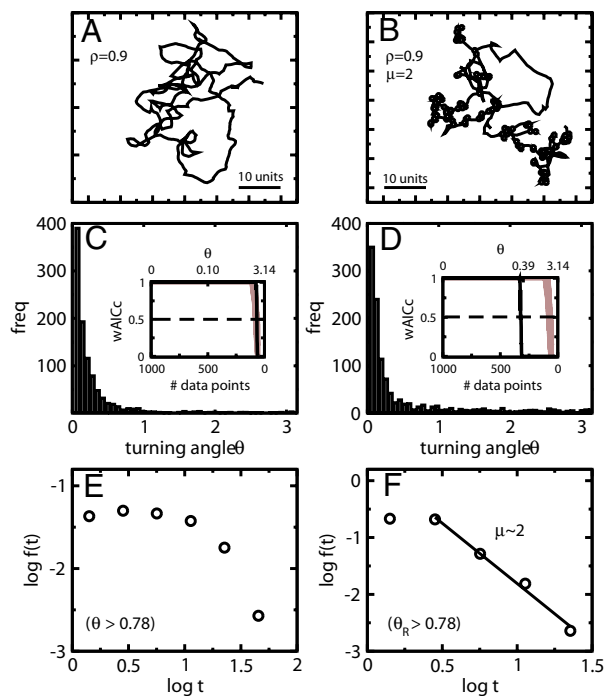 A
ρ=0.9
10 units
B
ρ=0.9
μ=2
10 units
C
400
300
200
100
0
freq
0
1
2
3
turning angleθ
θ
0
0.10
3.14
wAICc
1
0.5
0
1000
500
0
# data points
D
400
300
200
100
0
freq
0
1
2
3
turning angleθ
θ
0
0.39
3.14
wAICc
1
0.5
0
1000
500
0
# data points
E
-1
-2
-3
log f(t)
(θ > 0.78)
0
0.5
1
1.5
2
log t
F
0
-1
-2
-3
log f(t)
μ~2
(θR > 0.78)
0
0.5
1
1.5
log t